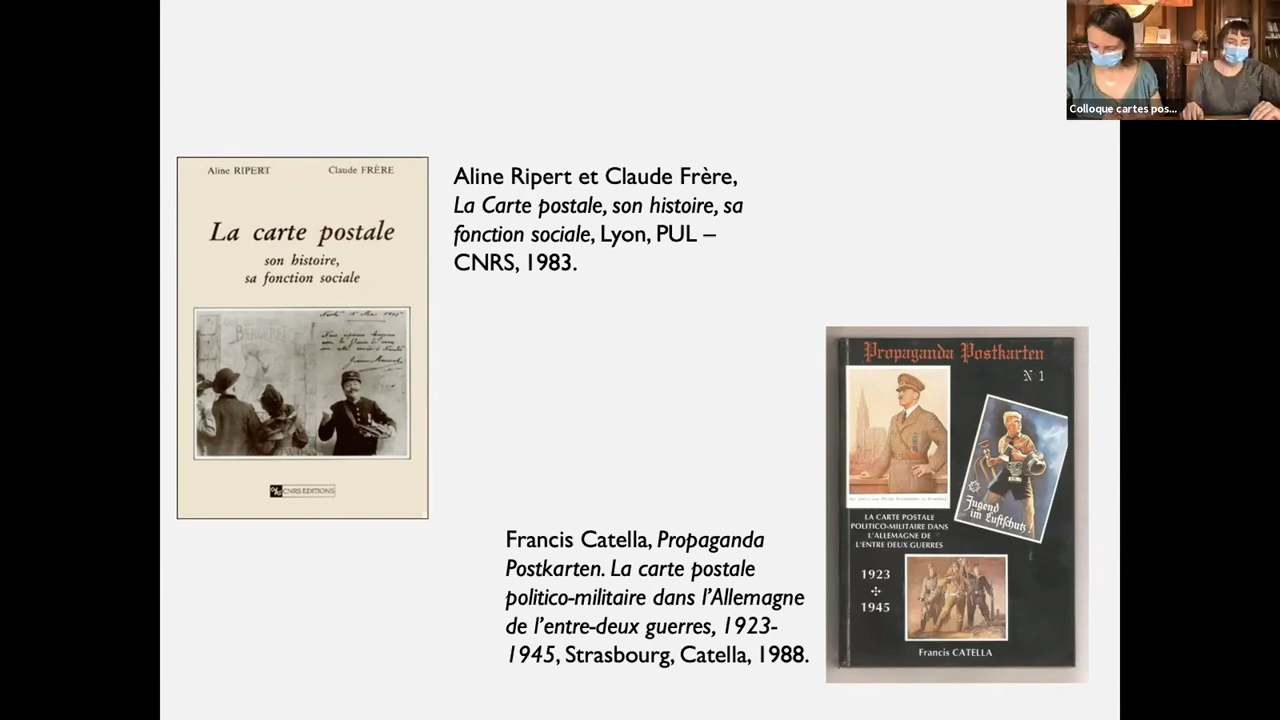 Colloque cartes pos...
Aline RIPERT
Claude FRÈRE
La carte postale
son histoire,
sa fonction sociale
CNRS EDITIONS
Aline Ripert et Claude Frère,
La Carte postale, son histoire, sa
fonction sociale, Lyon, PUL –
CNRS, 1983.
Propaganda Postkarten
N 1
Jugend
im Luftschutz!
LA CARTE POSTALE
POLITICO-MILITAIRE DANS
L'ALLEMAGNE DE
L'ENTRE DEUX GUERRES
1923
1945
Francis CATELLA
Francis Catella, Propaganda
Postkarten. La carte postale
politico-militaire dans l’Allemagne
de l’entre-deux guerres, 1923-
1945, Strasbourg, Catella, 1988.